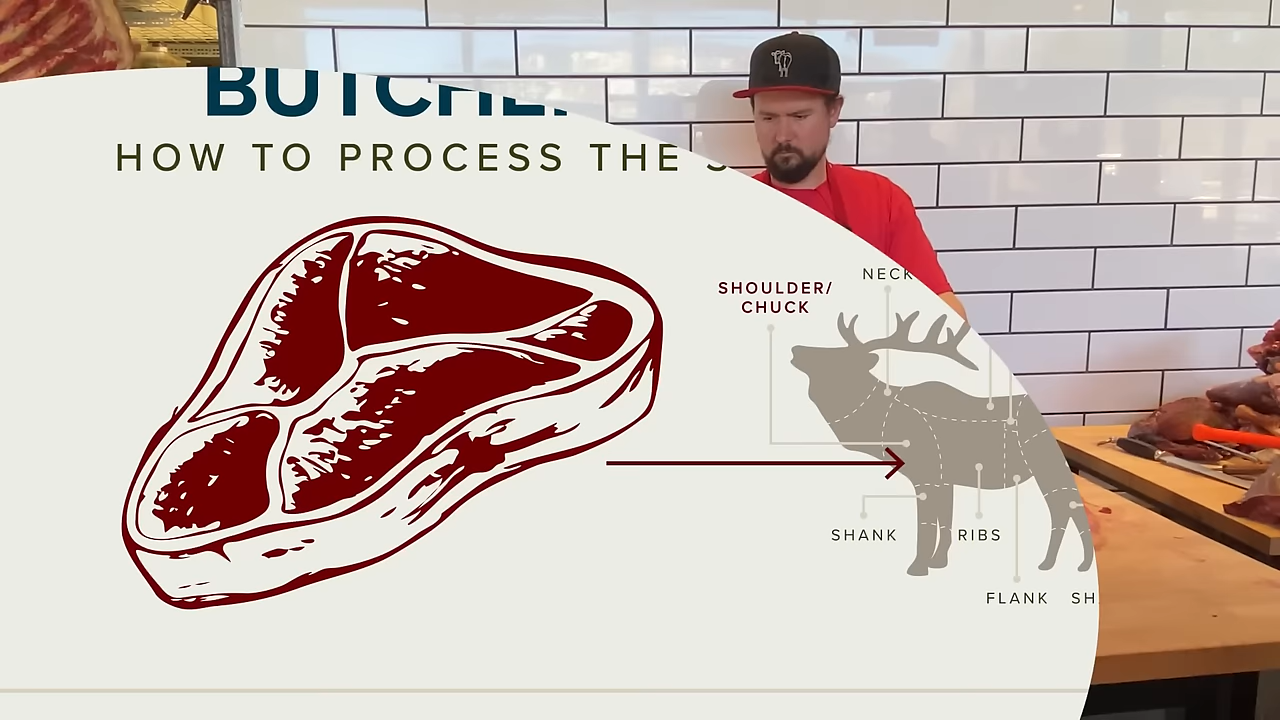 HOW TO PROCESS THE
SHOULDER/
CHUCK
NECK
SHANK
RIBS
FLANK